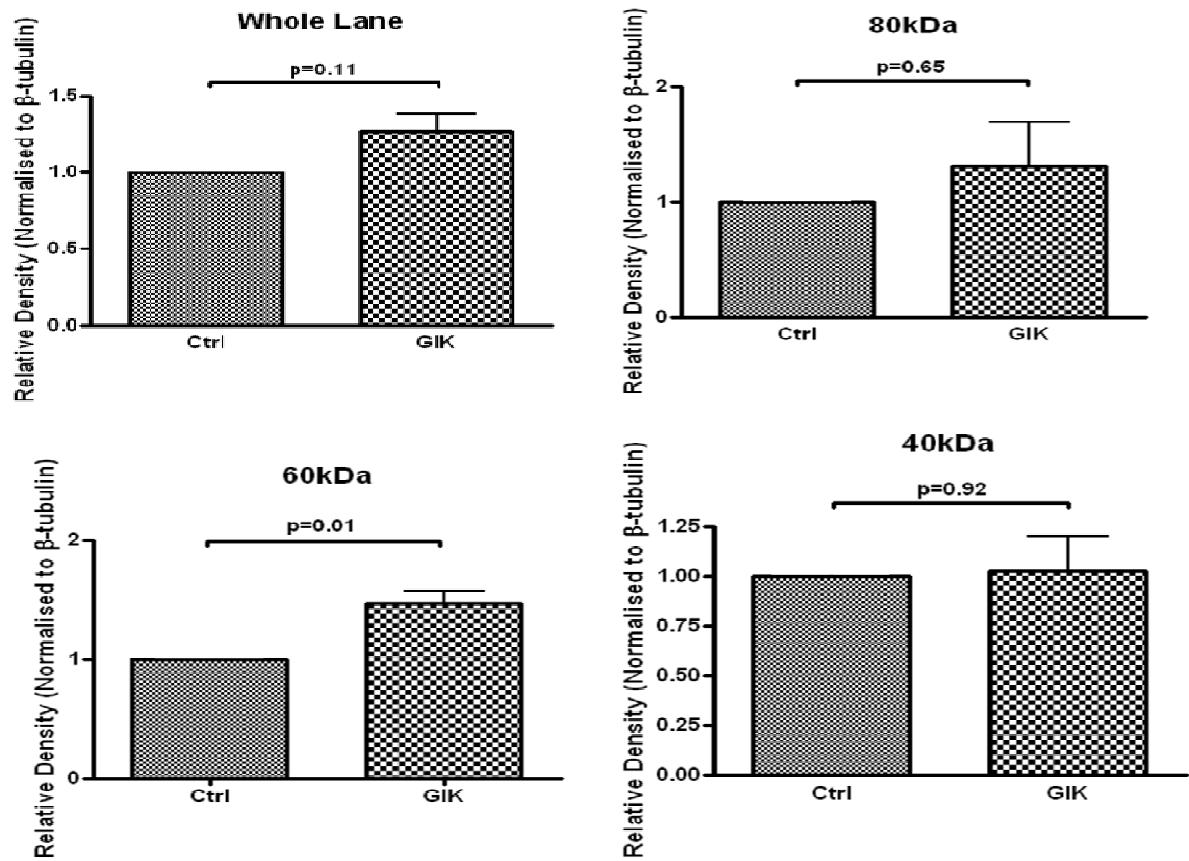 Whole Lane
p=0.11
Relative Density (Normalised to β-tubulin)
1.5
1.0
0.5
0.0
Ctrl
GIK
80kDa
p=0.65
Relative Density (Normalised to β-tubulin)
2
1
0
Ctrl
GIK
60kDa
p=0.01
Relative Density (Normalised to β-tubulin)
2
1
0
Ctrl
GIK
40kDa
p=0.92
Relative Density (Normalised to β-tubulin)
1.25
1.00
0.75
0.50
0.25
0.00
Ctrl
GIK